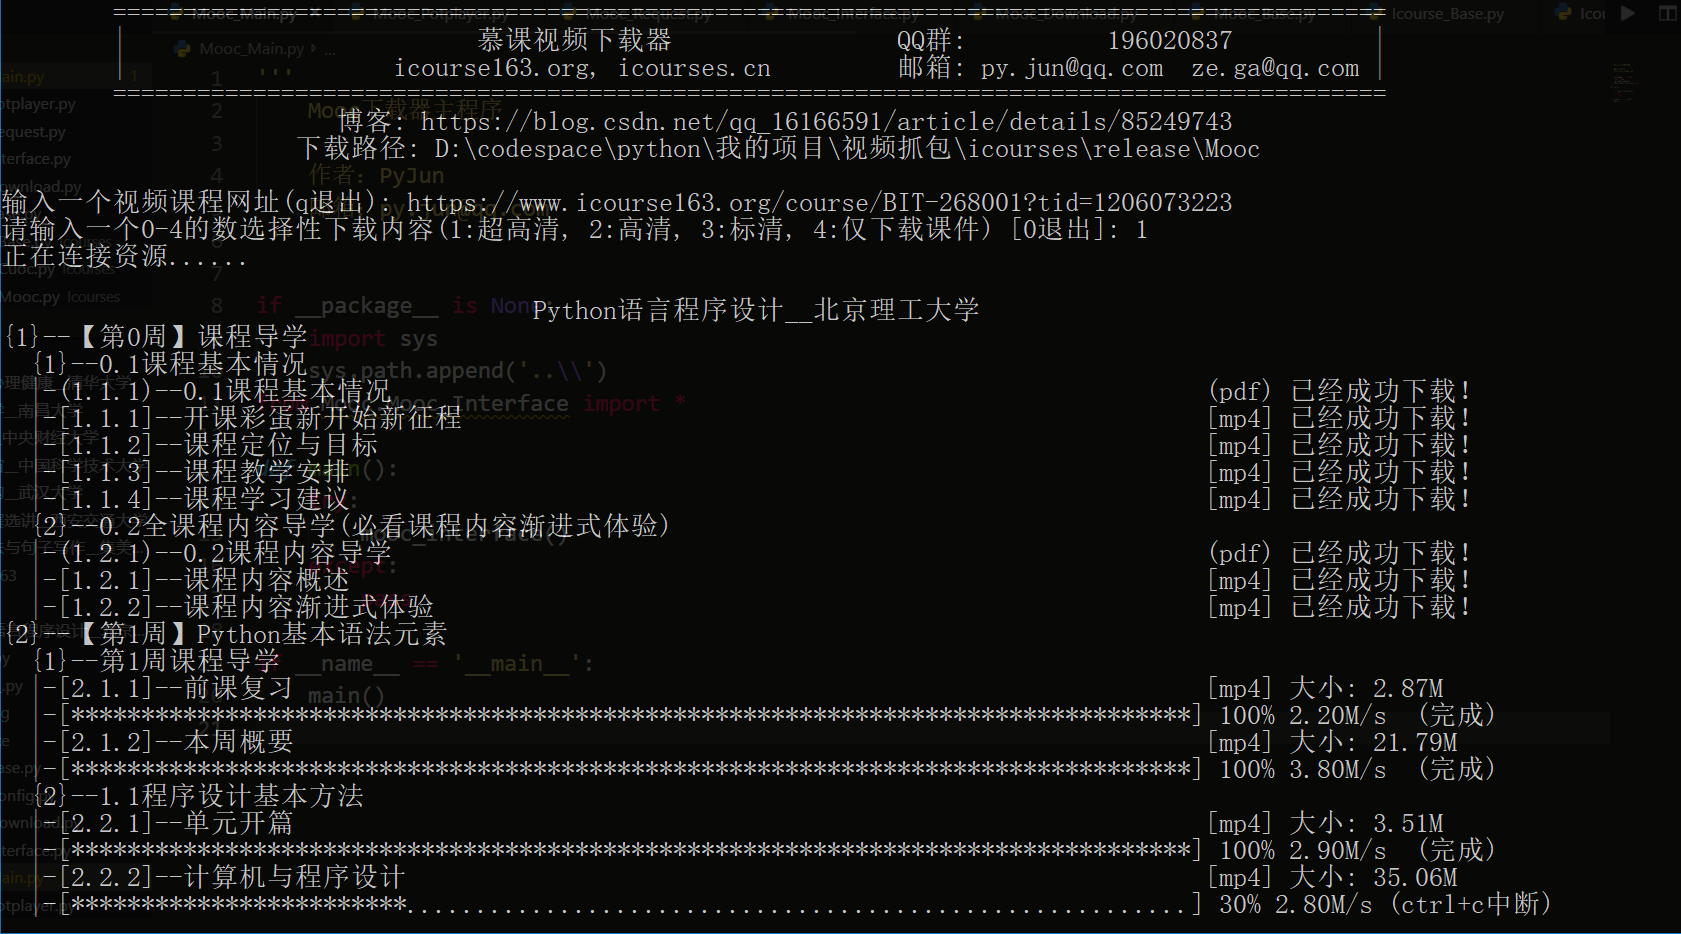 ==========================================================================================
慕课视频下载器 QQ群: 196020837
icourse163.org, icourses.cn 邮箱: py.jun@qq.com ze.ga@qq.com
==========================================================================================
博客: https://blog.csdn.net/qq_16166591/article/details/85249743
下载路径: D:\codespace\python\我的项目\视频抓包\icourses\release\Mooc
输入一个视频课程网址(q退出): https://www.icourse163.org/course/BIT-268001?tid=1206073223
请输入一个0-4的数选择性下载内容(1:超高清, 2:高清, 3:标清, 4:仅下载课件) [0退出]: 1
正在连接资源......
Python语言程序设计__北京理工大学
{1}--【第0周】课程导学
{1}--0.1课程基本情况
|-(1.1.1)--0.1课程基本情况 (pdf) 已经成功下载!
|-[1.1.1]--开课彩蛋新开始新征程 [mp4] 已经成功下载!
|-[1.1.2]--课程定位与目标 [mp4] 已经成功下载!
|-[1.1.3]--课程教学安排 [mp4] 已经成功下载!
|-[1.1.4]--课程学习建议 [mp4] 已经成功下载!
{2}--0.2全课程内容导学(必看课程内容渐进式体验)
|-(1.2.1)--0.2课程内容导学 (pdf) 已经成功下载!
|-[1.2.1]--课程内容概述 [mp4] 已经成功下载!
|-[1.2.2]--课程内容渐进式体验 [mp4] 已经成功下载!
{2}--【第1周】Python基本语法元素
{1}--第1周课程导学
|-[2.1.1]--前课复习 [mp4] 大小: 2.87M
|-[********************************************************************************] 100% 2.20M/s (完成)
|-[2.1.2]--本周概要 [mp4] 大小: 21.79M
|-[********************************************************************************] 100% 3.80M/s (完成)
{2}--1.1程序设计基本方法
|-[2.2.1]--单元开篇 [mp4] 大小: 3.51M
|-[********************************************************************************] 100% 2.90M/s (完成)
|-[2.2.2]--计算机与程序设计 [mp4] 大小: 35.06M
|-[************************........................................................] 30% 2.80M/s (ctrl+c中断)